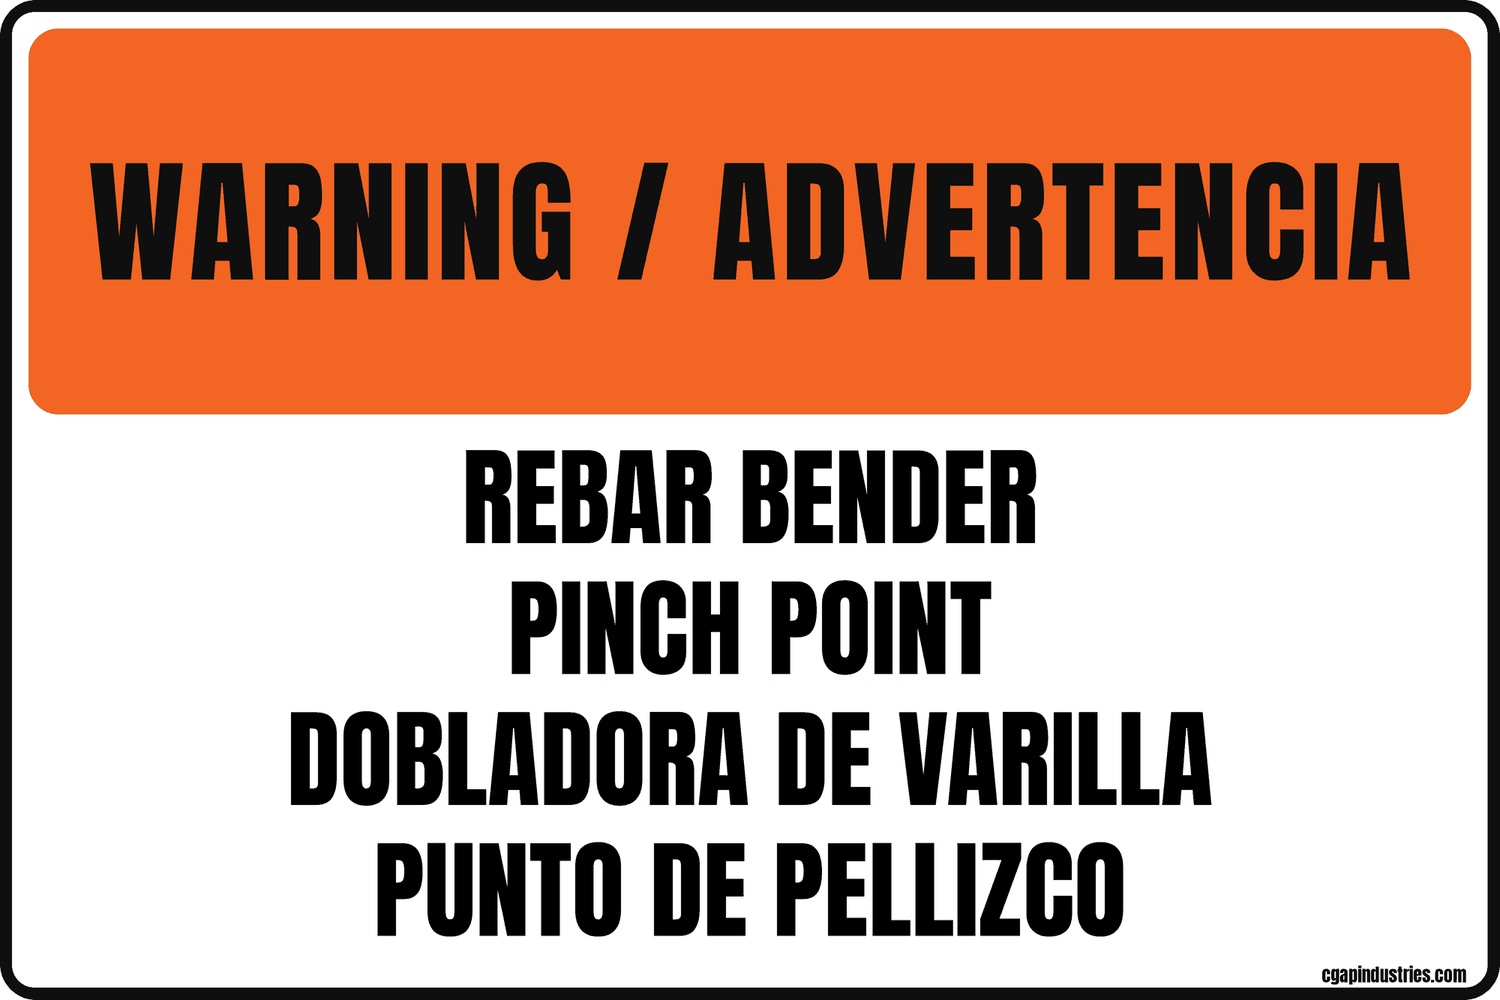 WARNING / ADVERTENCIA
REBAR BENDER
PINCH POINT
DOBLADORA DE VARILLA
PUNTO DE PELLIZCO
cgapindustries.com